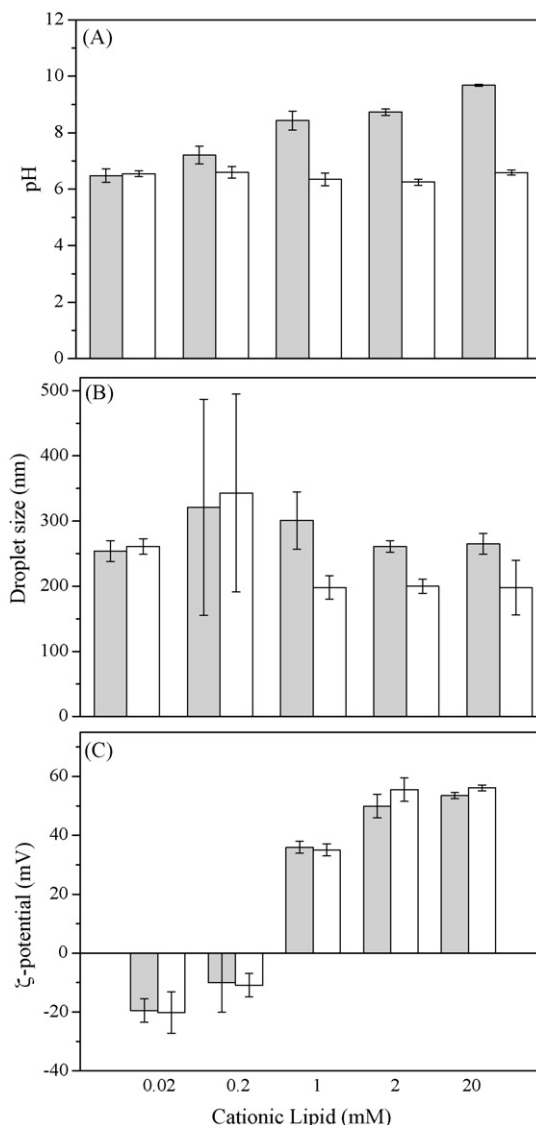 (A)
12
10
8
6
4
2
0
pH
(B)
500
400
300
200
100
0
Droplet size (nm)
(C)
60
40
20
0
-20
-40
ζ-potential (mV)
0.02 0.2 1 2 20
Cationic Lipid (mM)